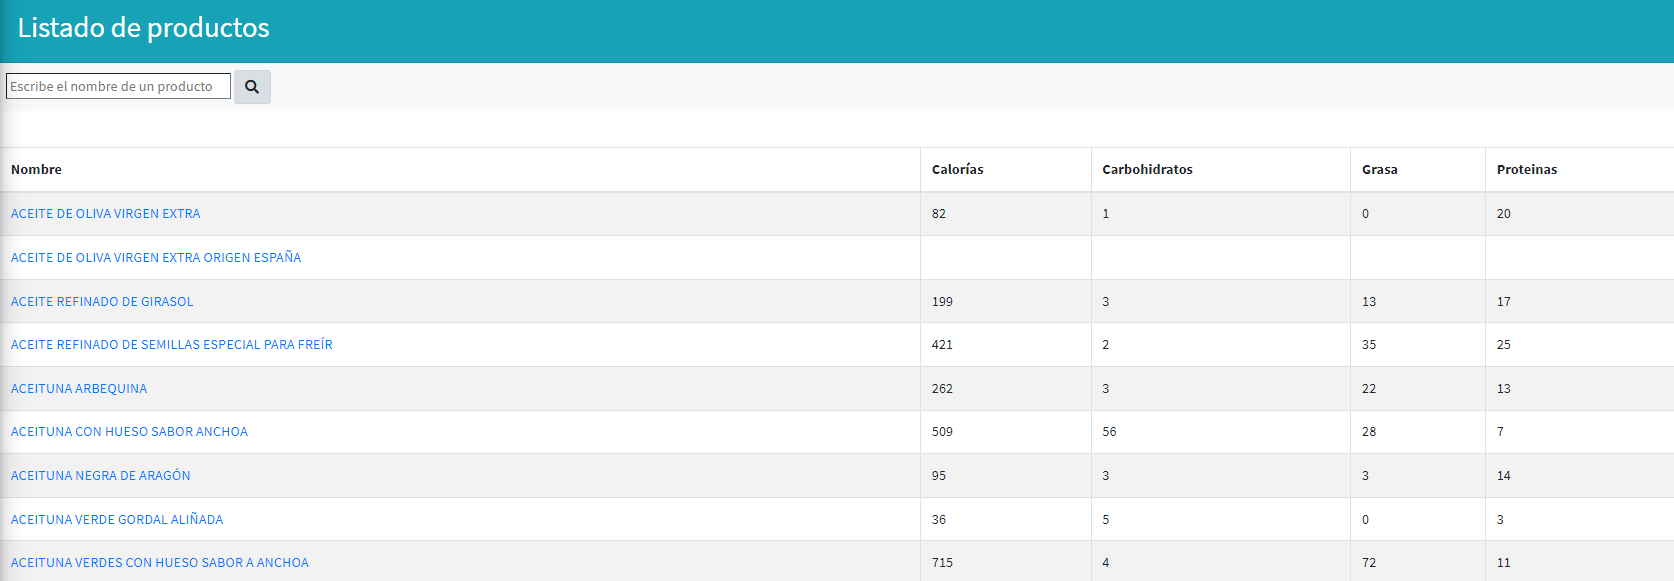 Listado de productos
Escribe el nombre de un producto
Nombre Calorías Carbohidratos Grasa Proteinas
ACEITE DE OLIVA VIRGEN EXTRA 82 1 0 20
ACEITE DE OLIVA VIRGEN EXTRA ORIGEN ESPAÑA
ACEITE REFINADO DE GIRASOL 199 3 13 17
ACEITE REFINADO DE SEMILLAS ESPECIAL PARA FREÍR 421 2 35 25
ACEITUNA ARBEQUINA 262 3 22 13
ACEITUNA CON HUESO SABOR ANCHOA 509 56 28 7
ACEITUNA NEGRA DE ARAGÓN 95 3 3 14
ACEITUNA VERDE GORDAL ALIÑADA 36 5 0 3
ACEITUNA VERDES CON HUESO SABOR A ANCHOA 715 4 72 11